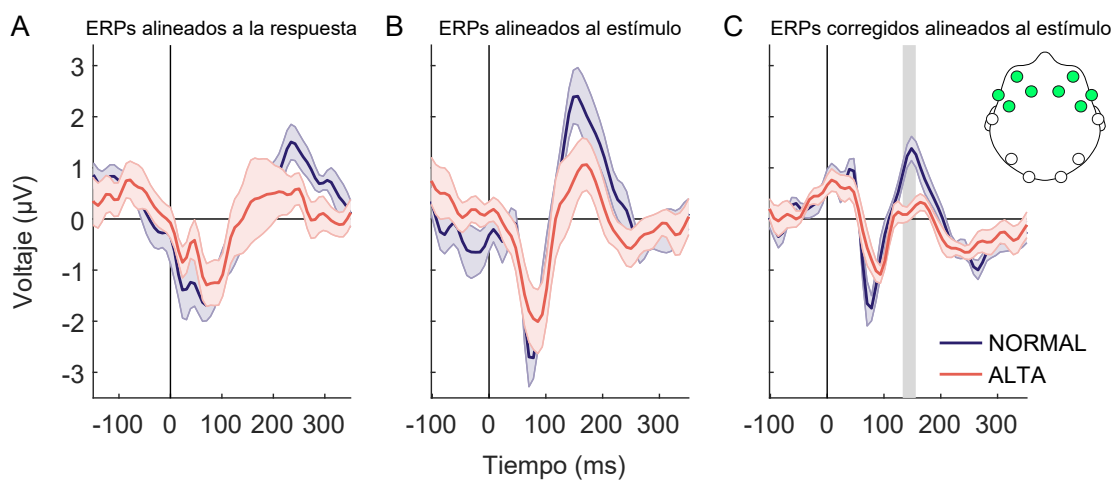 A
ERPs alineados a la respuesta
B
ERPs alineados al estímulo
C
ERPs corregidos alineados al estímulo
Voltaje (μV)
3
2
1
0
-1
-2
-3
-100 0 100 200 300
-100 0 100 200 300
-100 0 100 200 300
NORMAL
ALTA
Tiempo (ms)